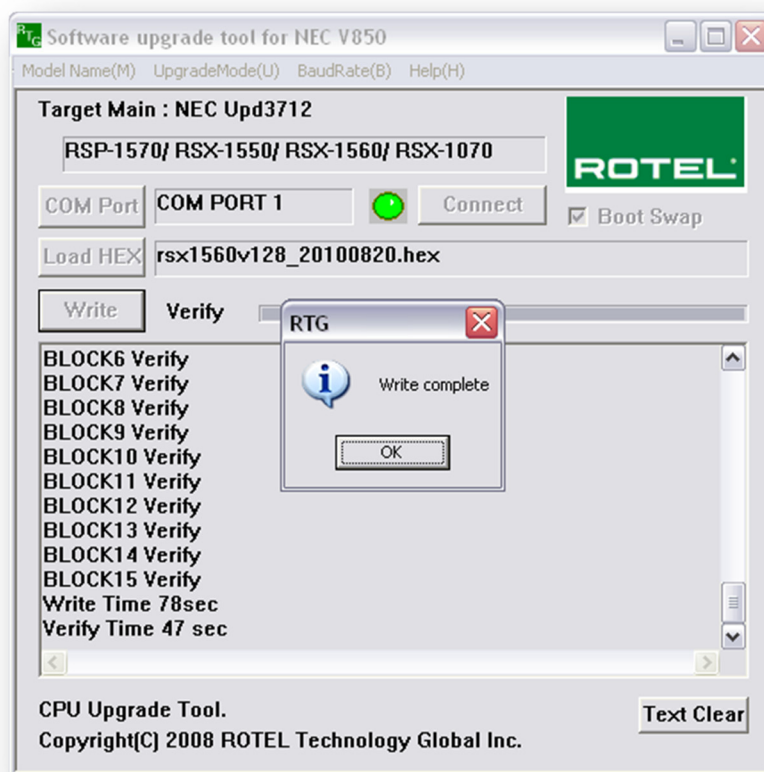 RTG Software upgrade tool for NEC V850
Model Name(M) UpgradeMode(U) BaudRate(B) Help(H)
Target Main : NEC Upd3712
RSP-1570/ RSX-1550/ RSX-1560/ RSX-1070
ROTEL
COM Port COM PORT 1 Connect Boot Swap
Load HEX rsx1560v128_20100820.hex
Write Verify
RTG
Write complete
OK
BLOCK6 Verify
BLOCK7 Verify
BLOCK8 Verify
BLOCK9 Verify
BLOCK10 Verify
BLOCK11 Verify
BLOCK12 Verify
BLOCK13 Verify
BLOCK14 Verify
BLOCK15 Verify
Write Time 78sec
Verify Time 47 sec
CPU Upgrade Tool.
Text Clear
Copyright(C) 2008 ROTEL Technology Global Inc.